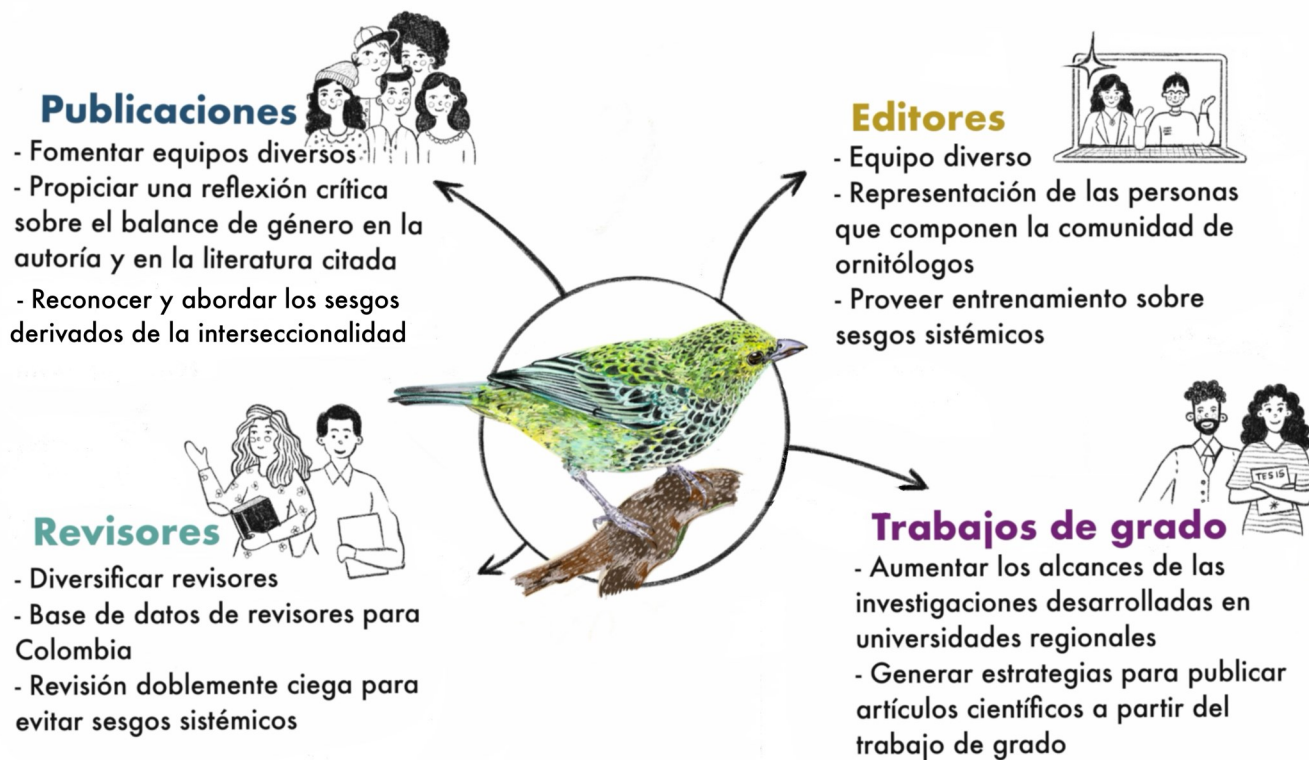 Publicaciones
- Fomentar equipos diversos
- Propiciar una reflexión crítica
sobre el balance de género en la
autoría y en la literatura citada
- Reconocer y abordar los sesgos
derivados de la interseccionalidad
Editores
- Equipo diverso
- Representación de las personas
que componen la comunidad de
ornitólogos
- Proveer entrenamiento sobre
sesgos sistémicos
Revisores
- Diversificar revisores
- Base de datos de revisores para
Colombia
- Revisión doblemente ciega para
evitar sesgos sistémicos
TESIS
Trabajos de grado
- Aumentar los alcances de las
investigaciones desarrolladas en
universidades regionales
- Generar estrategias para publicar
artículos científicos a partir del
trabajo de grado